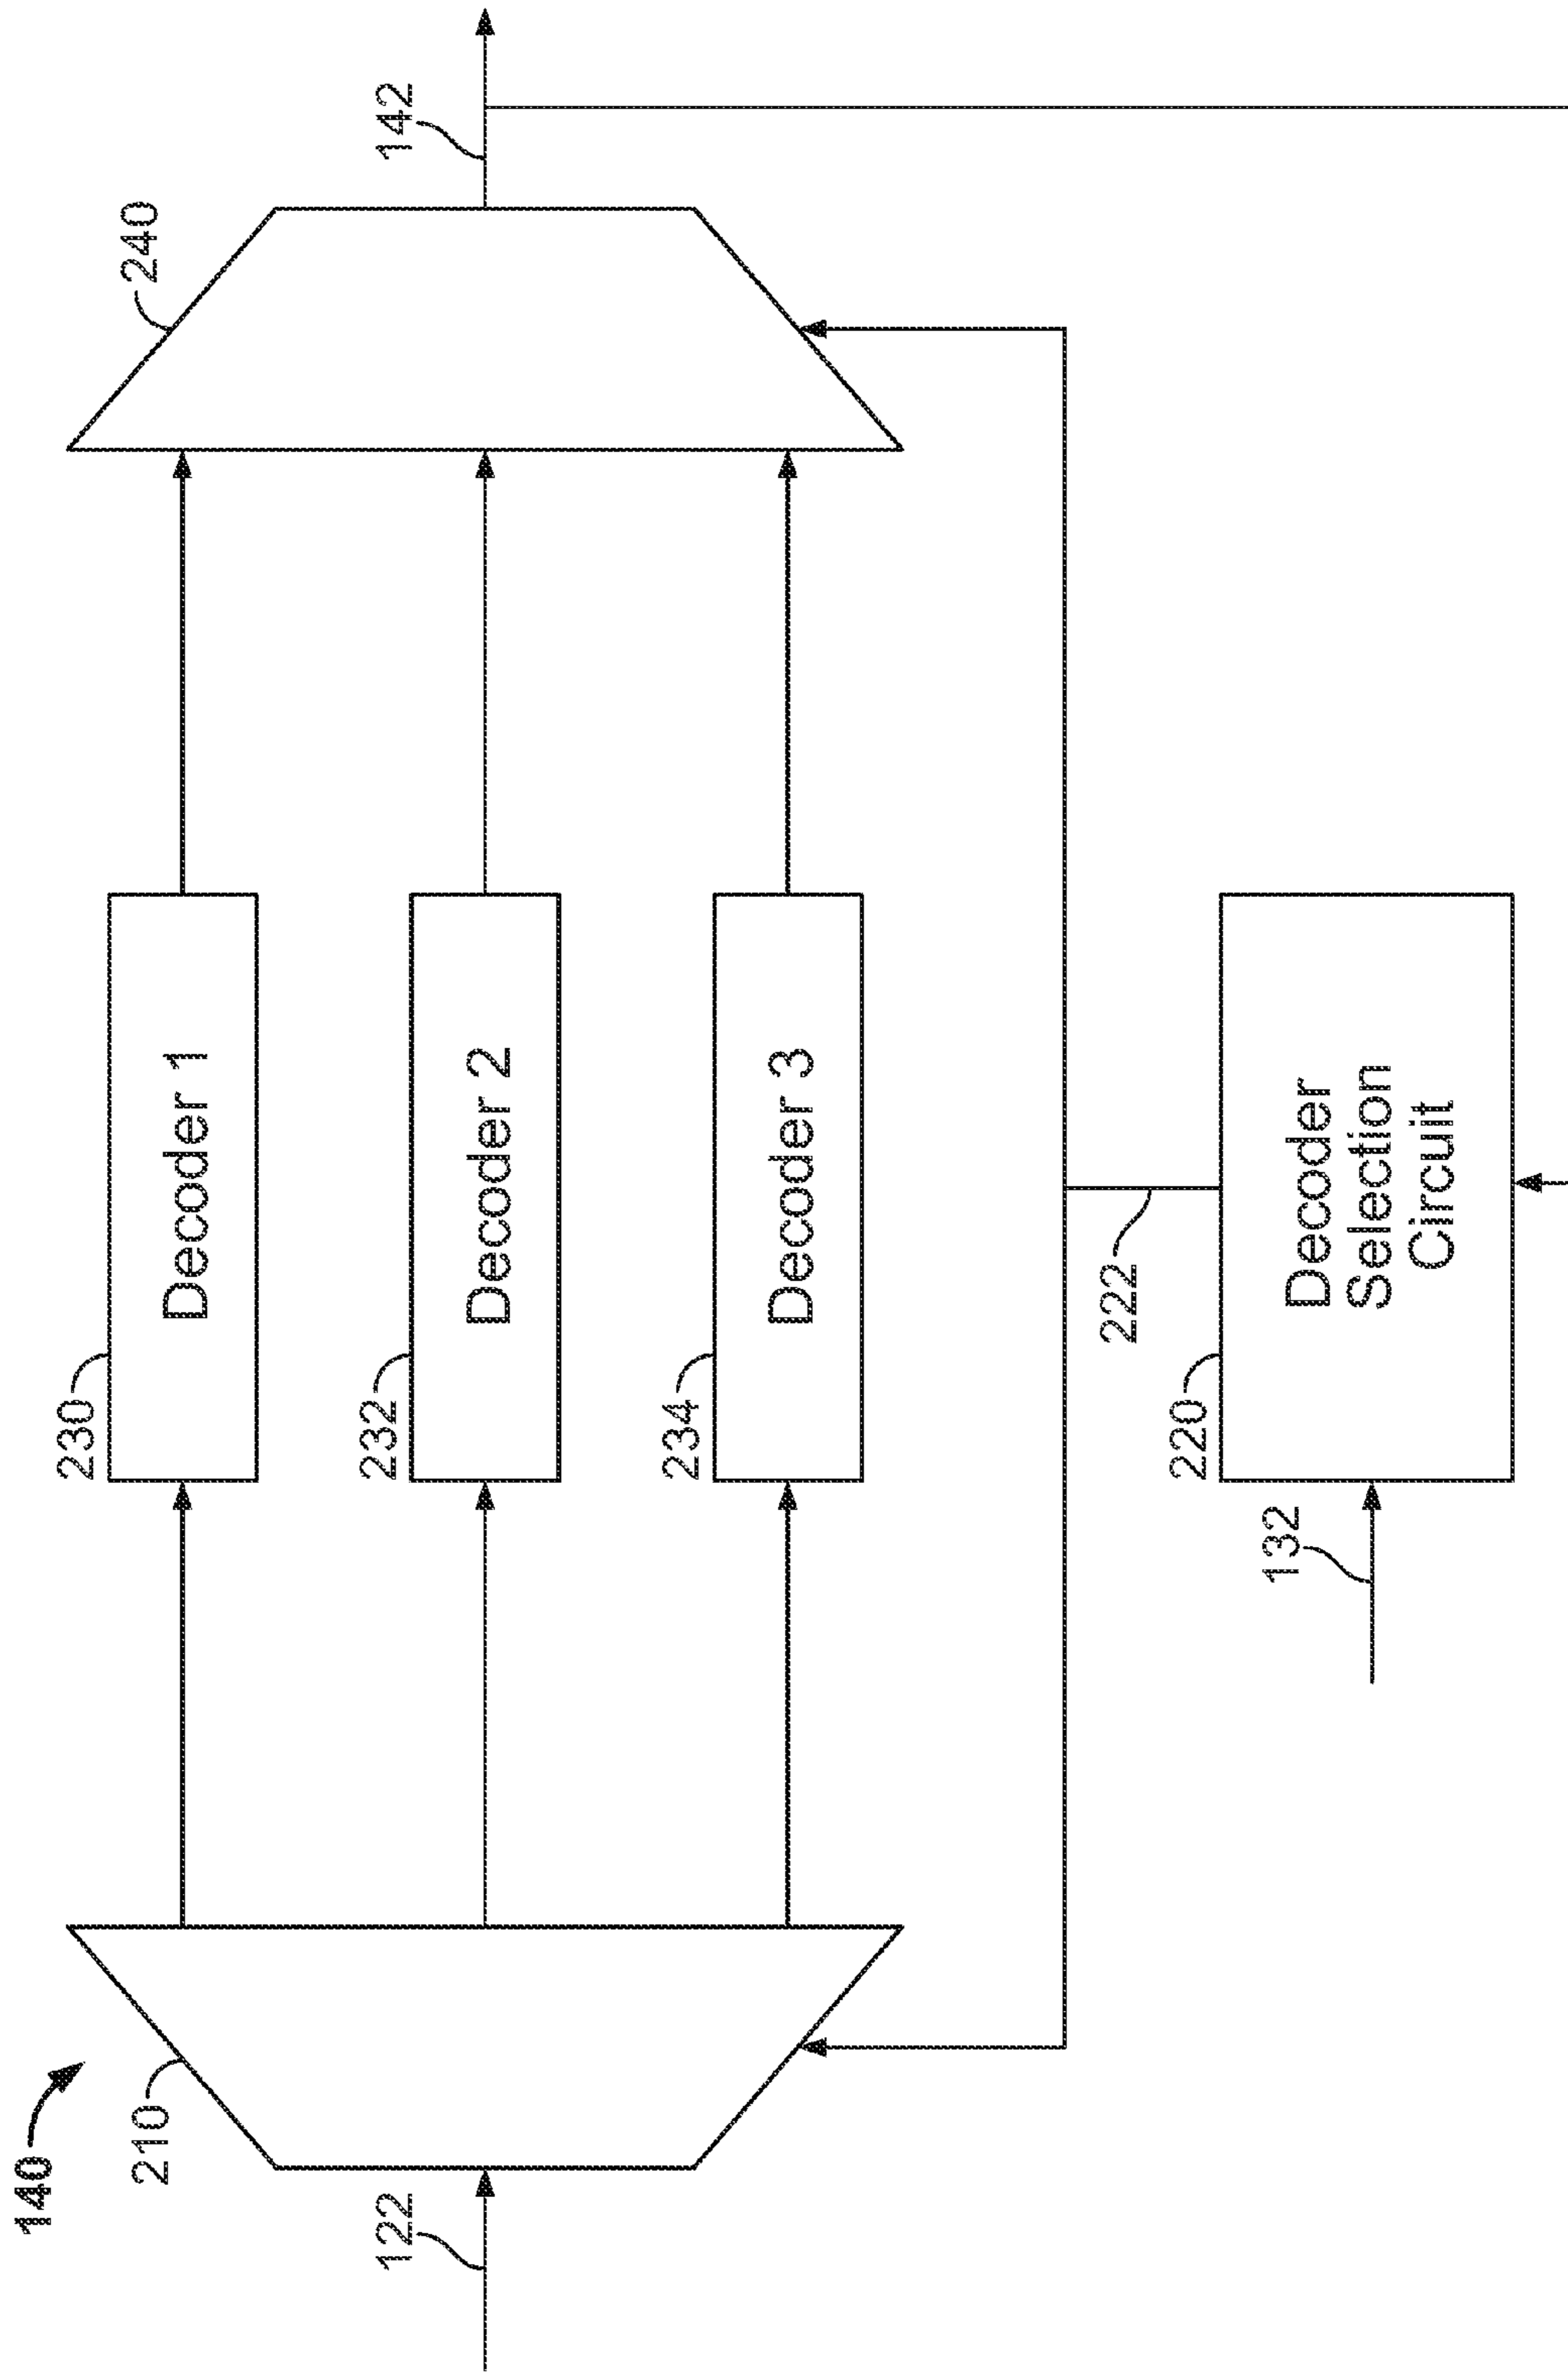 140
210
122
230
Decoder 1
232
Decoder 2
234
Decoder 3
240
142
222
220
Decoder
Selection
Circuit
132